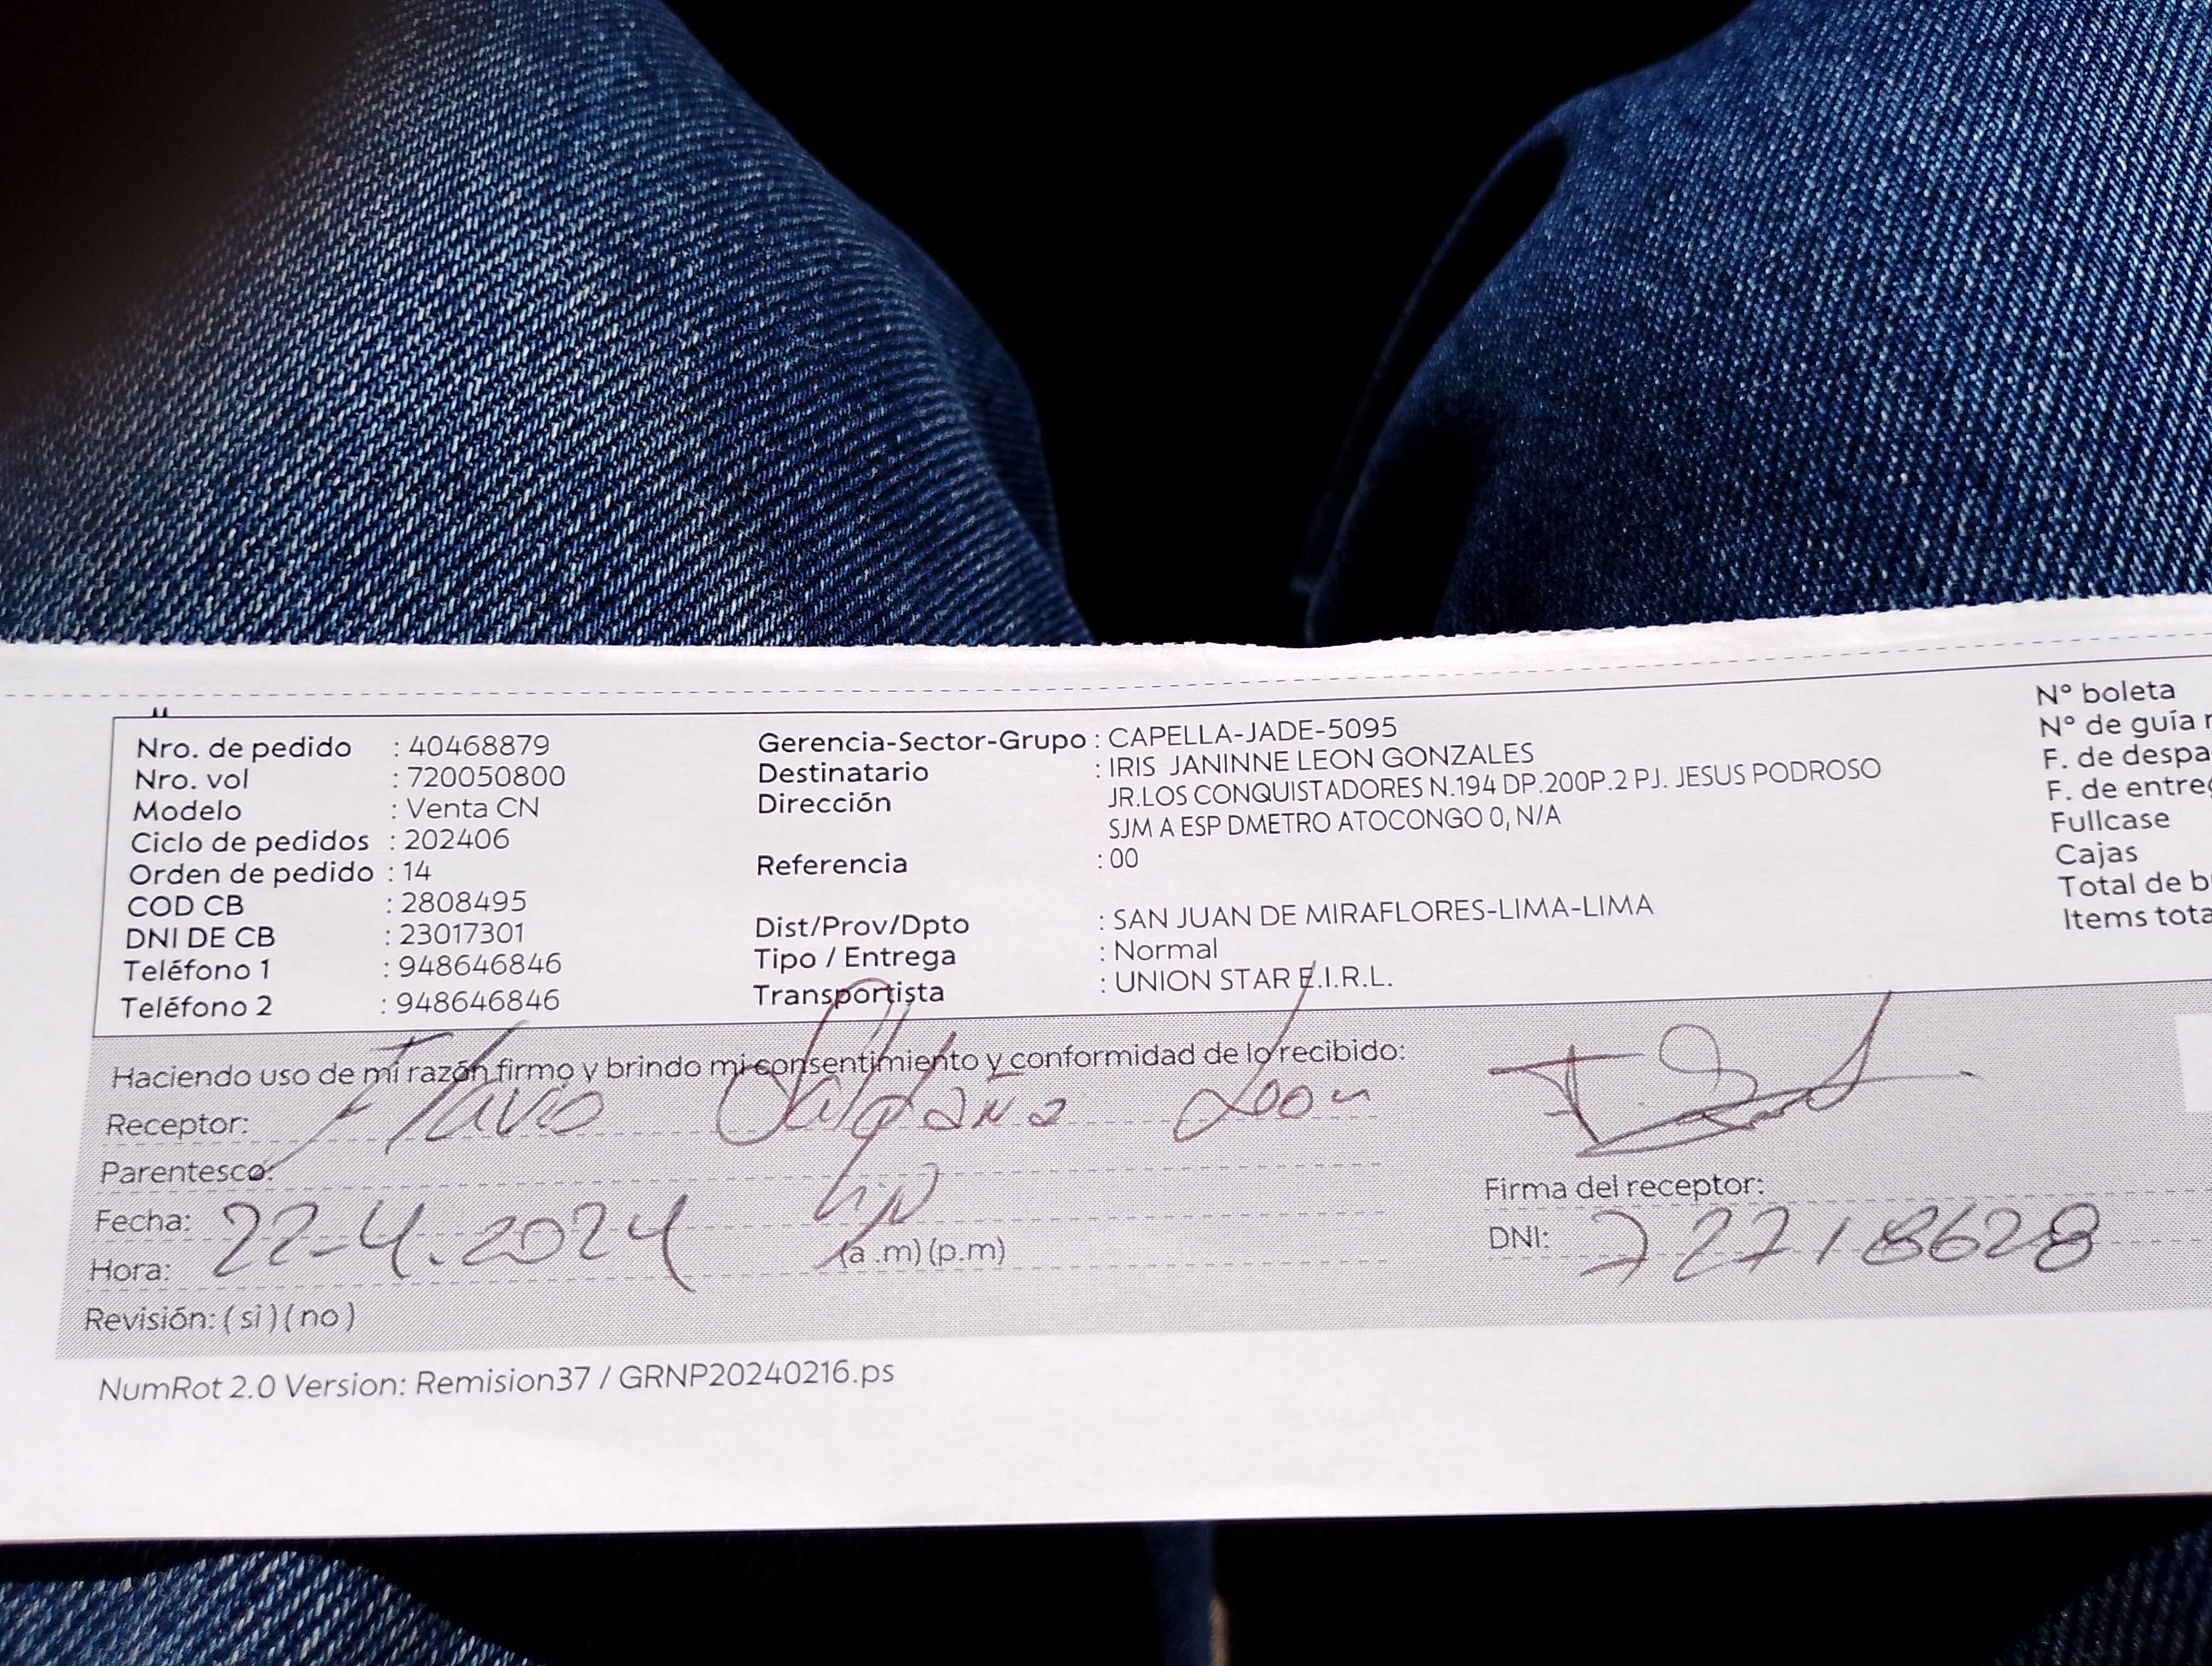 Nro. de pedido : 40468879
Nro. vol : 720050800
Modelo : Venta CN
Ciclo de pedidos : 202406
Orden de pedido : 14
COD CB : 2808495
DNI DE CB : 23017301
Teléfono 1 : 948646846
Teléfono 2 : 948646846
Gerencia-Sector-Grupo : CAPELLA-JADE-5095
Destinatario : IRIS JANINNE LEON GONZALES
Dirección JR.LOS CONQUISTADORES N.194 DP.200P.2 PJ. JESUS PODROSO
SJM A ESP DMETRO ATOCONGO 0, N/A
Referencia : 00
Dist/Prov/Dpto : SAN JUAN DE MIRAFLORES-LIMA-LIMA
Tipo / Entrega : Normal
Transportista : UNION STAR E.I.R.L.
N° boleta
N° de guía r
F. de despa
F. de entreg
Fullcase
Cajas
Total de b
Items tota
Haciendo uso de mi razón firmo y brindo mi consentimiento y conformidad de lo recibido:
Receptor: Flavio Saldaña Leon
Parentesco:
Fecha: 22-4.2024
Hora: (a .m) (p.m)
Revisión: ( si ) ( no )
Firma del receptor:
DNI: 72718628
NumRot 2.0 Version: Remision37 / GRNP20240216.ps